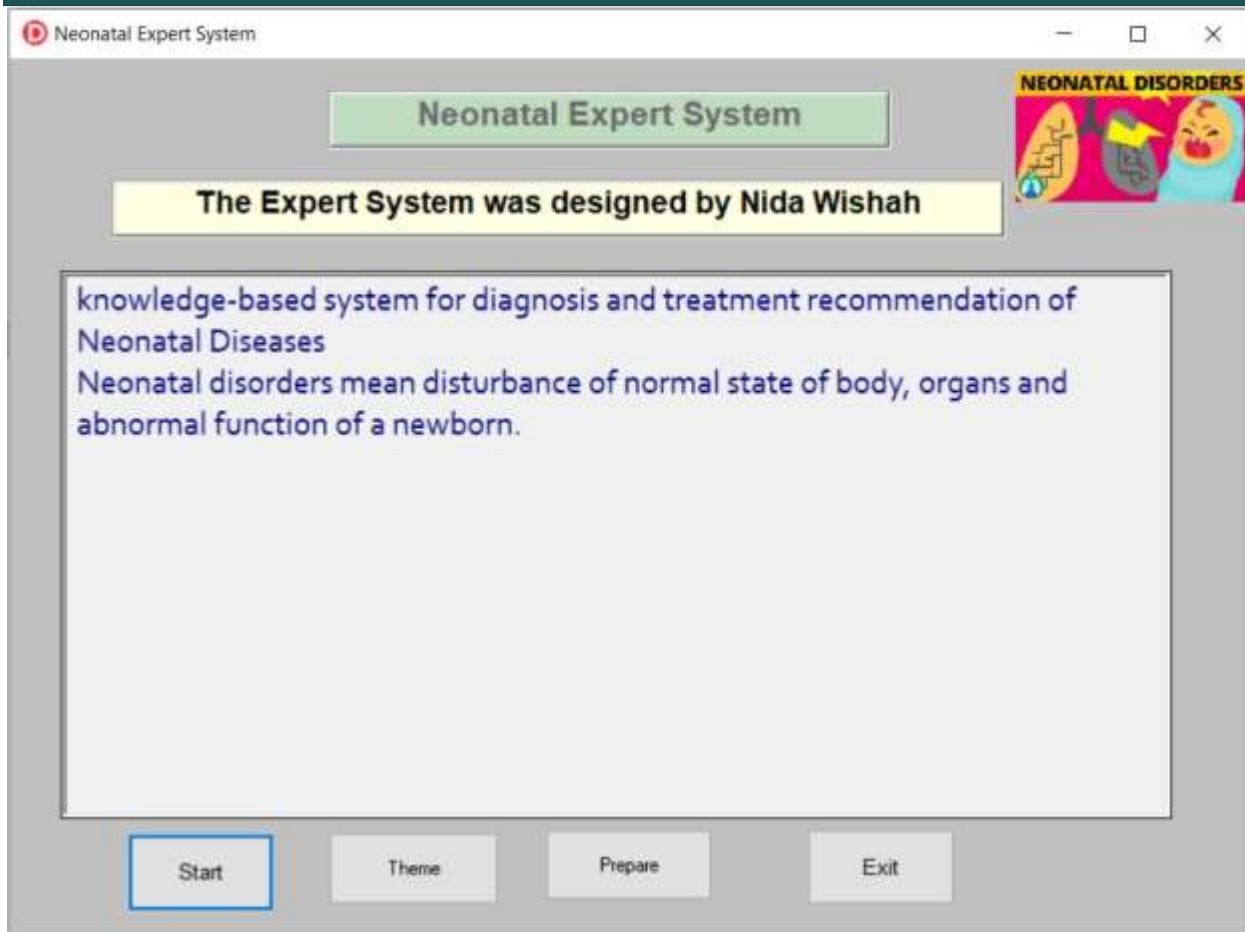 Neonatal Expert System
NEONATAL DISORDERS
Neonatal Expert System
The Expert System was designed by Nida Wishah
knowledge-based system for diagnosis and treatment recommendation of
Neonatal Diseases
Neonatal disorders mean disturbance of normal state of body, organs and
abnormal function of a newborn.
Start
Theme
Prepare
Exit